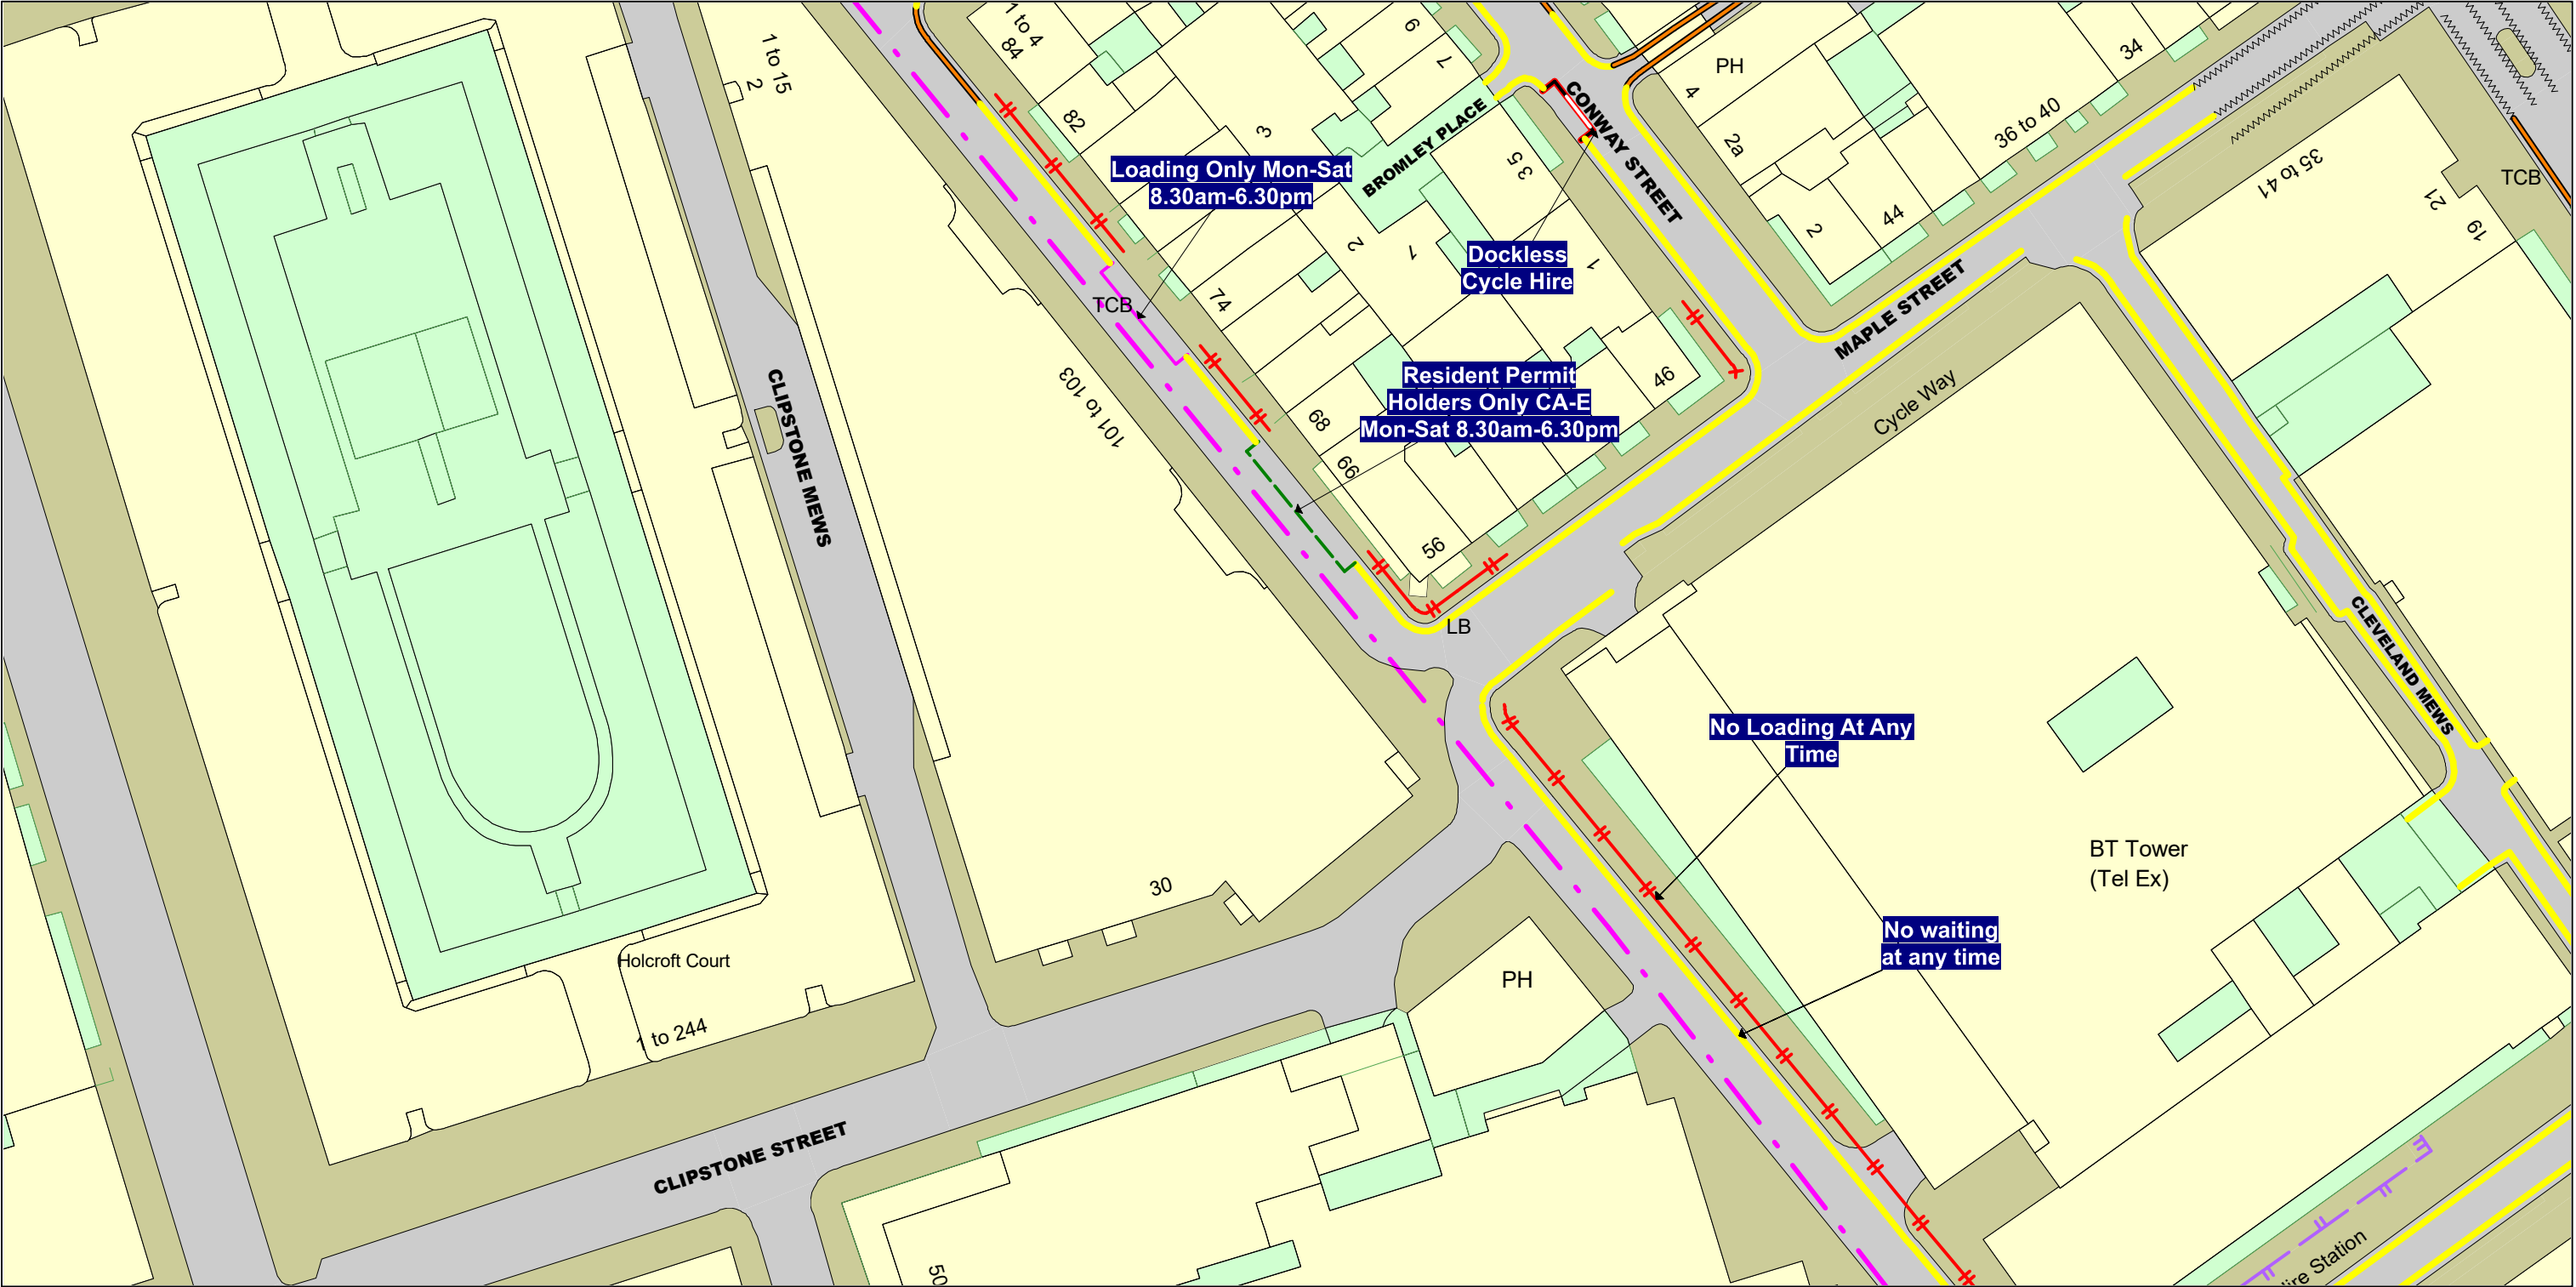 1 to 4
84
1 to 15
2
82
3
6
7
PH
4
2a
34
36 to 40
35 to 41
TCB
21
19
Loading Only Mon-Sat
8.30am-6.30pm
BROMLEY PLACE
CONWAY STREET
3 5
2
7
1
2
44
Dockless
Cycle Hire
TCB
74
MAPLE STREET
Cycle Way
CLIPSTONE MEWS
101 to 103
Resident Permit
Holders Only CA-E
Mon-Sat 8.30am-6.30pm
68
66
46
56
LB
CLEVELAND MEWS
No Loading At Any
Time
BT Tower
(Tel Ex)
30
No waiting
at any time
PH
Holcroft Court
1 to 244
CLIPSTONE STREET
50
ire Station